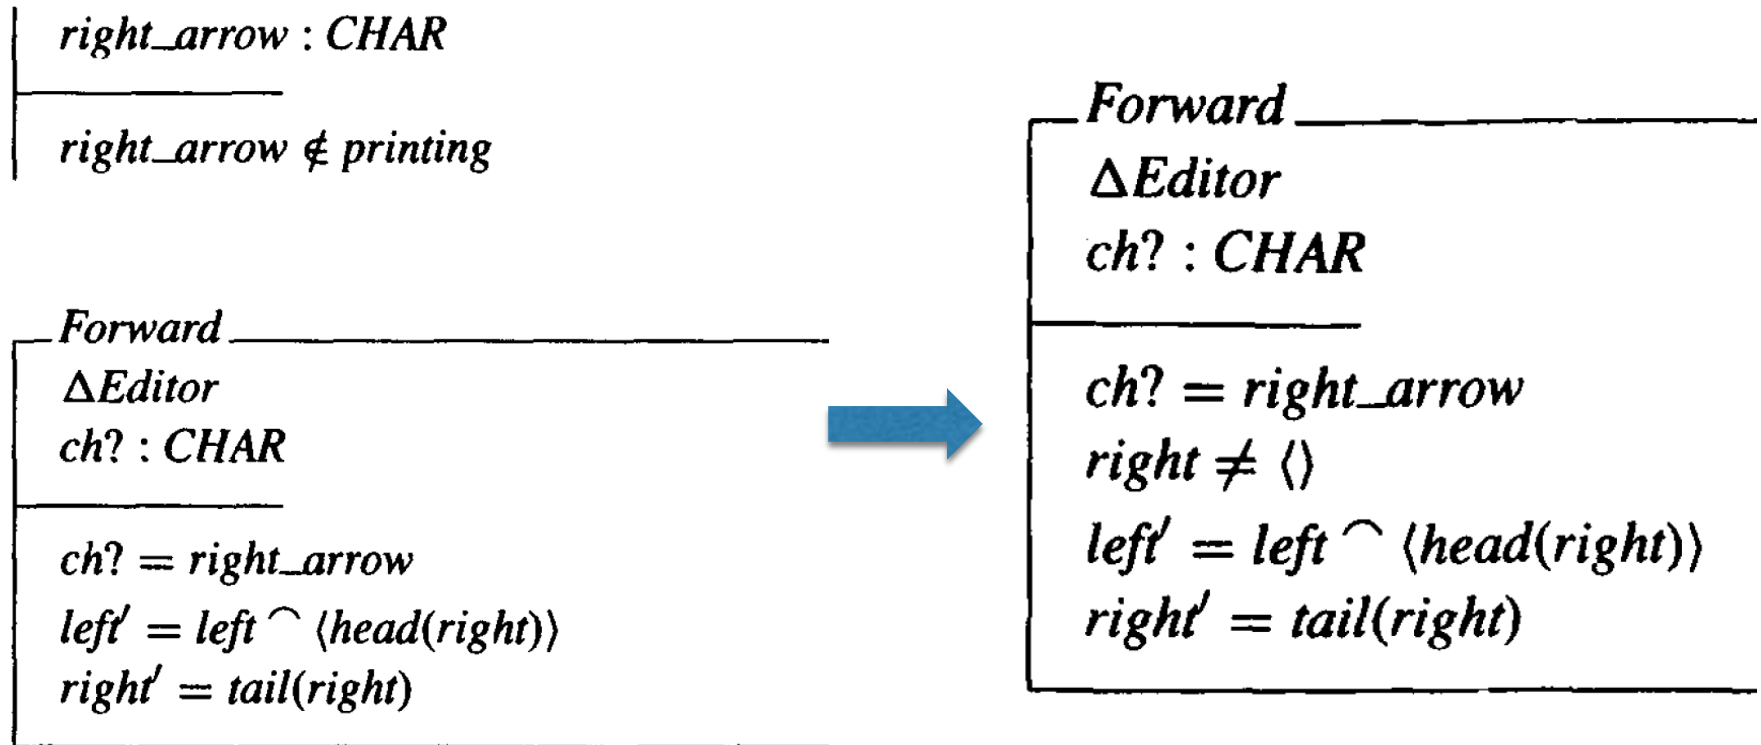 right_arrow : CHAR
right_arrow ∉ printing
Forward
ΔEditor
ch? : CHAR
ch? = right_arrow
left′ = left ⌢ ⟨head(right)⟩
right′ = tail(right)
Forward
ΔEditor
ch? : CHAR
ch? = right_arrow
right ≠ ⟨⟩
left′ = left ⌢ ⟨head(right)⟩
right′ = tail(right)